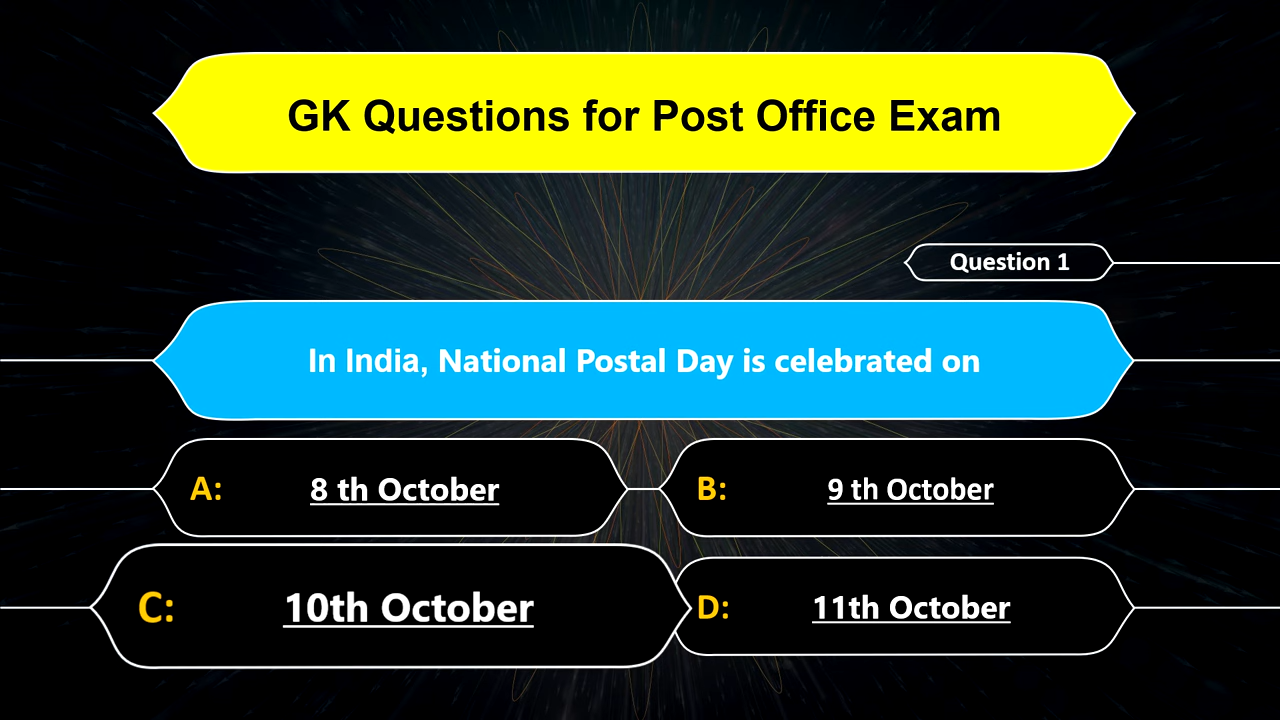 GK Questions for Post Office Exam
Question 1
In India, National Postal Day is celebrated on
A: 8 th October
B: 9 th October
C: 10th October
D: 11th October